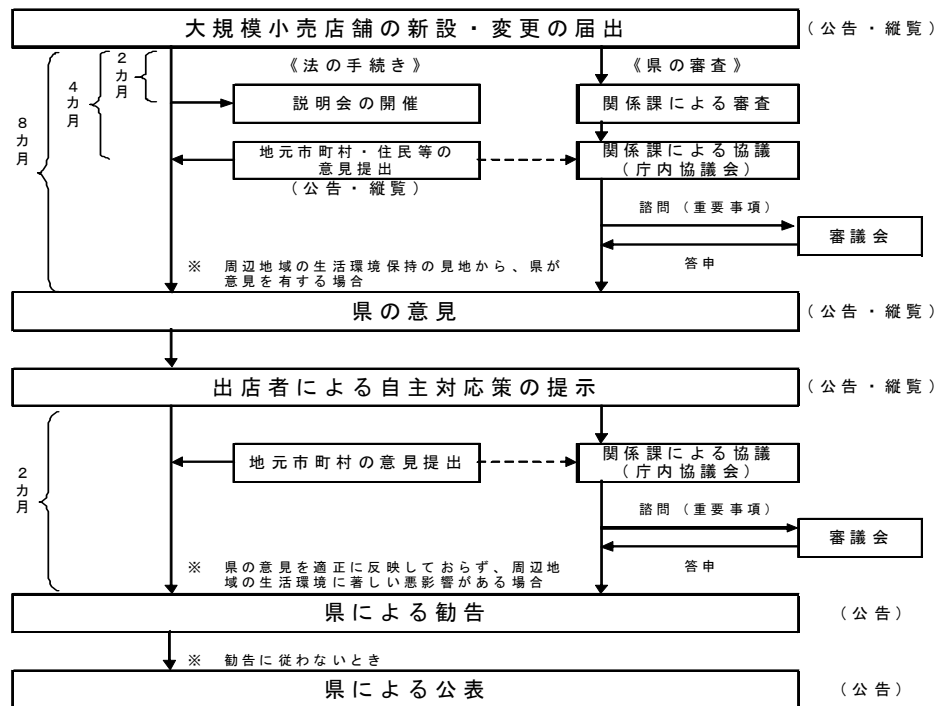 大規模小売店舗の新設・変更の届出
（公告・縦覧）
《法の手続き》
《県の審査》
２カ月
４カ月
８カ月
説明会の開催
関係課による審査
地元市町村・住民等の
意見提出
（公告・縦覧）
関係課による協議
（庁内協議会）
諮問（重要事項）
審議会
答申
※　周辺地域の生活環境保持の見地から、県が
意見を有する場合
県の意見
（公告・縦覧）
出店者による自主対応策の提示
（公告・縦覧）
２カ月
地元市町村の意見提出
関係課による協議
（庁内協議会）
諮問（重要事項）
審議会
答申
※　県の意見を適正に反映しておらず、周辺地
域の生活環境に著しい悪影響がある場合
県による勧告
（公告）
※　勧告に従わないとき
県による公表
（公告）